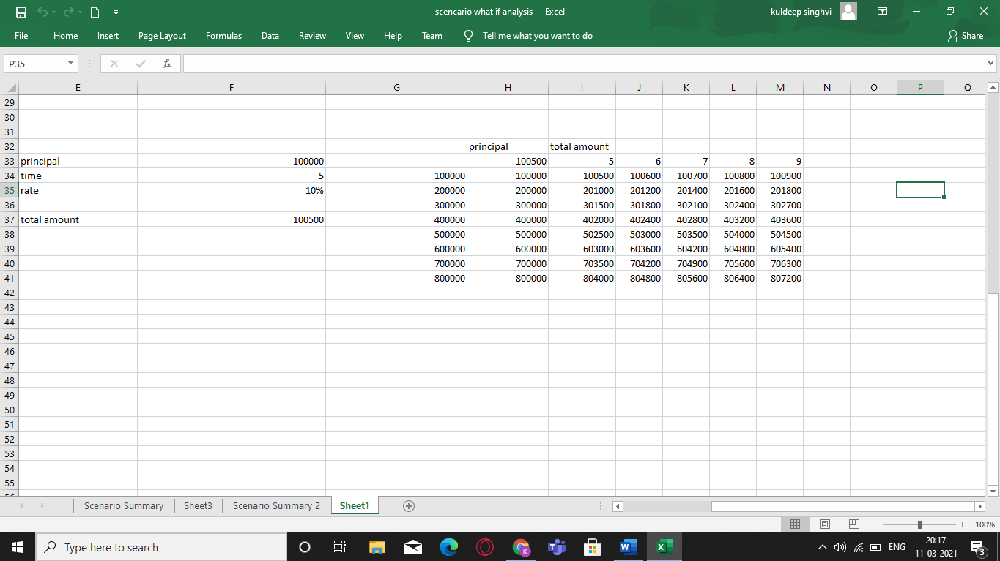 scencario what if analysis - Excel
kuldeep singhvi
File Home Insert Page Layout Formulas Data Review View Help Team Tell me what you want to do Share
P35 fx
E F G H I J K L M N O P Q
29
30
31
32 principal total amount
33 principal 100000 100500 5 6 7 8 9
34 time 5 100000 100000 100500 100600 100700 100800 100900
35 rate 10% 200000 200000 201000 201200 201400 201600 201800
36 300000 300000 301500 301800 302100 302400 302700
37 total amount 100500 400000 400000 402000 402400 402800 403200 403600
38 500000 500000 502500 503000 503500 504000 504500
39 600000 600000 603000 603600 604200 604800 605400
40 700000 700000 703500 704200 704900 705600 706300
41 800000 800000 804000 804800 805600 806400 807200
42
43
44
45
46
47
48
49
50
51
52
53
54
55
Scenario Summary Sheet3 Scenario Summary 2 Sheet1
100%
Type here to search
ENG
20:17
11-03-2021
3